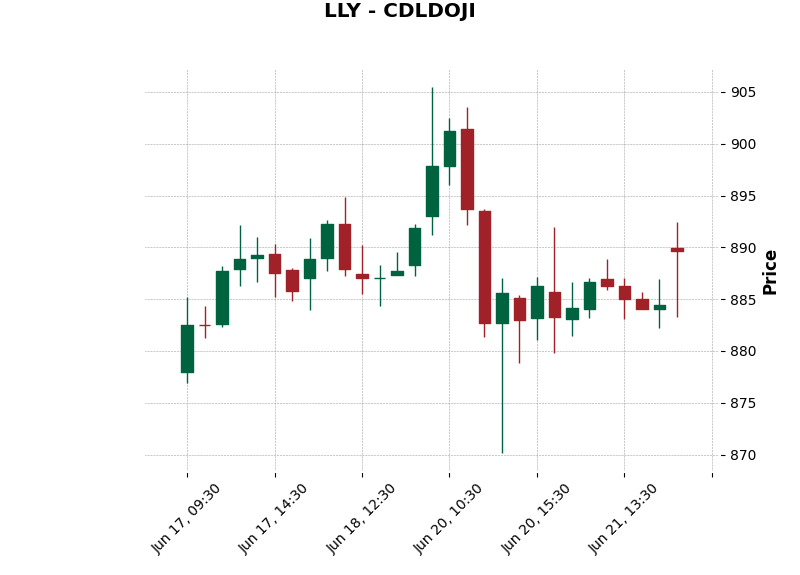 LLY - CDLDOJI
905
900
895
890
885
880
875
870
Price
Jun 17, 09:30
Jun 17, 14:30
Jun 18, 12:30
Jun 20, 10:30
Jun 20, 15:30
Jun 21, 13:30